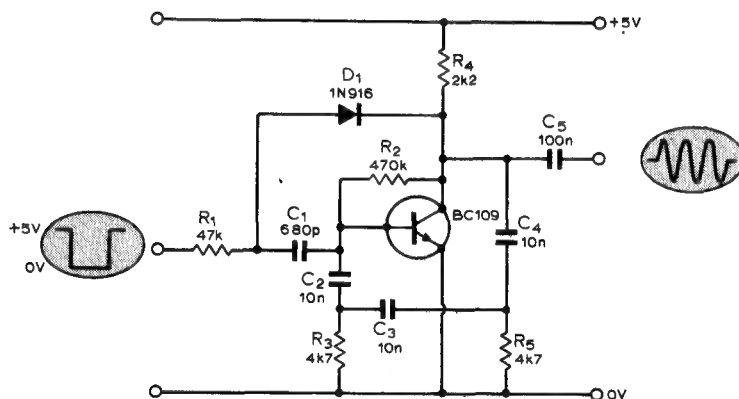 +5V
R4
2k2
D1
1N916
C5
100n
R2
470k
BC109
+5V
0V
R1
47k
C1
680p
C4
10n
C2
10n
C3
10n
R3
4k7
R5
4k7
0V